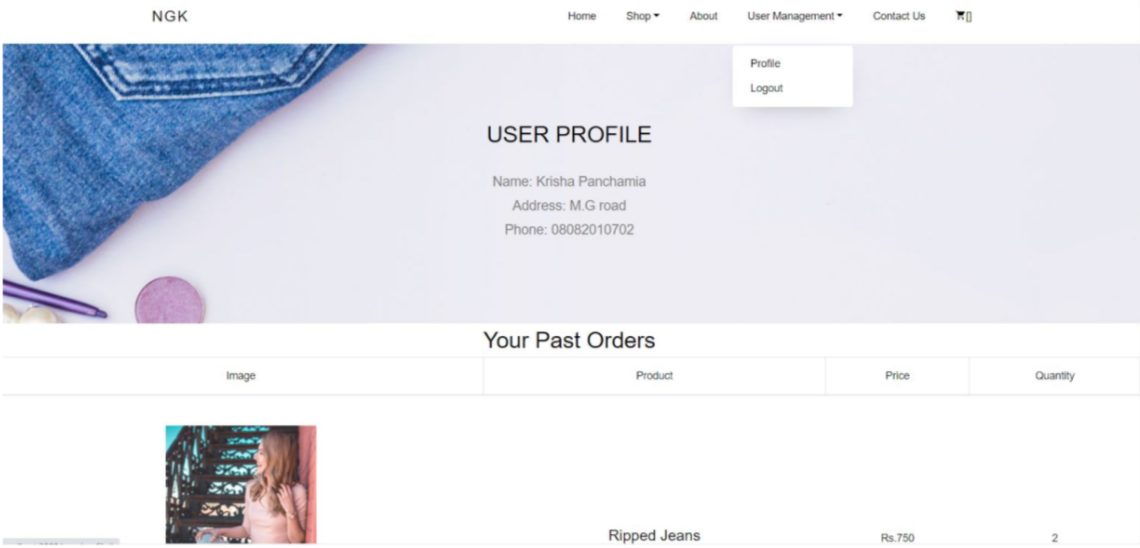 NGK
Home Shop About User Management Contact Us []
Profile
Logout
USER PROFILE
Name: Krisha Panchamia
Address: M.G road
Phone: 08082010702
Your Past Orders
Image Product Price Quantity
Ripped Jeans Rs.750 2